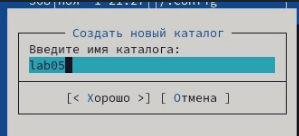 Создать новый каталог
Введите имя каталога:
lab05
[< Хорошо >] [ Отмена ]